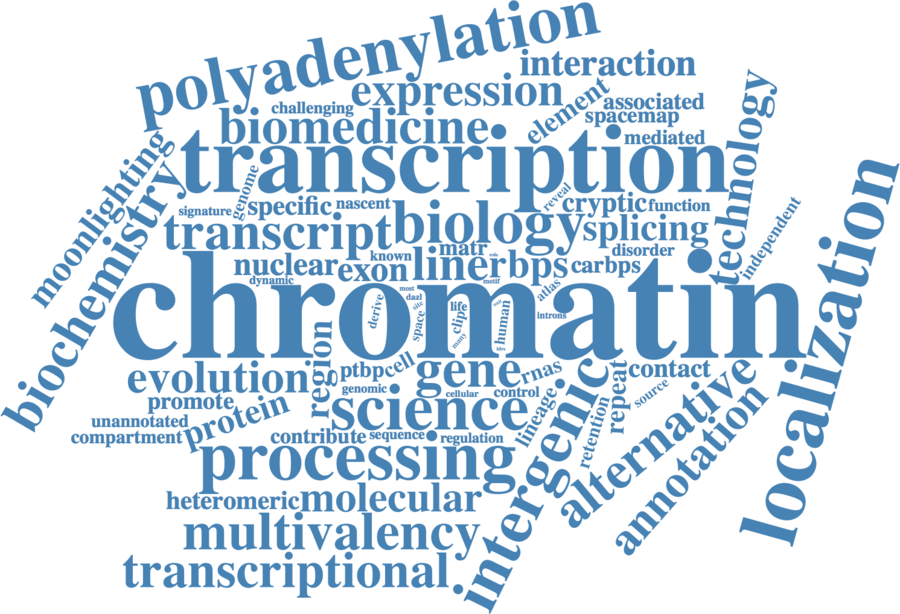 polyadenylation
interaction
expression
challenging
biomedicine
element
associated
spacemap
mediated
technology
transcription
moonlighting
biochemistry
genome
signature
specific
nascent
reveal
cryptic
function
independent
transcript
biology
splicing
disorder
matr
known
nuclear
exon
line
rbps
carbps
dynamic
motif
chromatin
most
dazl
derive
space
site
life
clip
many
human
atlas
introns
localization
evolution
region
ptbp
cell
gene
rnas
contact
genomic
cellular
control
source
repeat
promote
protein
unannotated
compartment
science
lineage
intergenic
retention
alternative
annotation
contribute
sequence
regulation
processing
heteromeric
molecular
multivalency
transcriptional